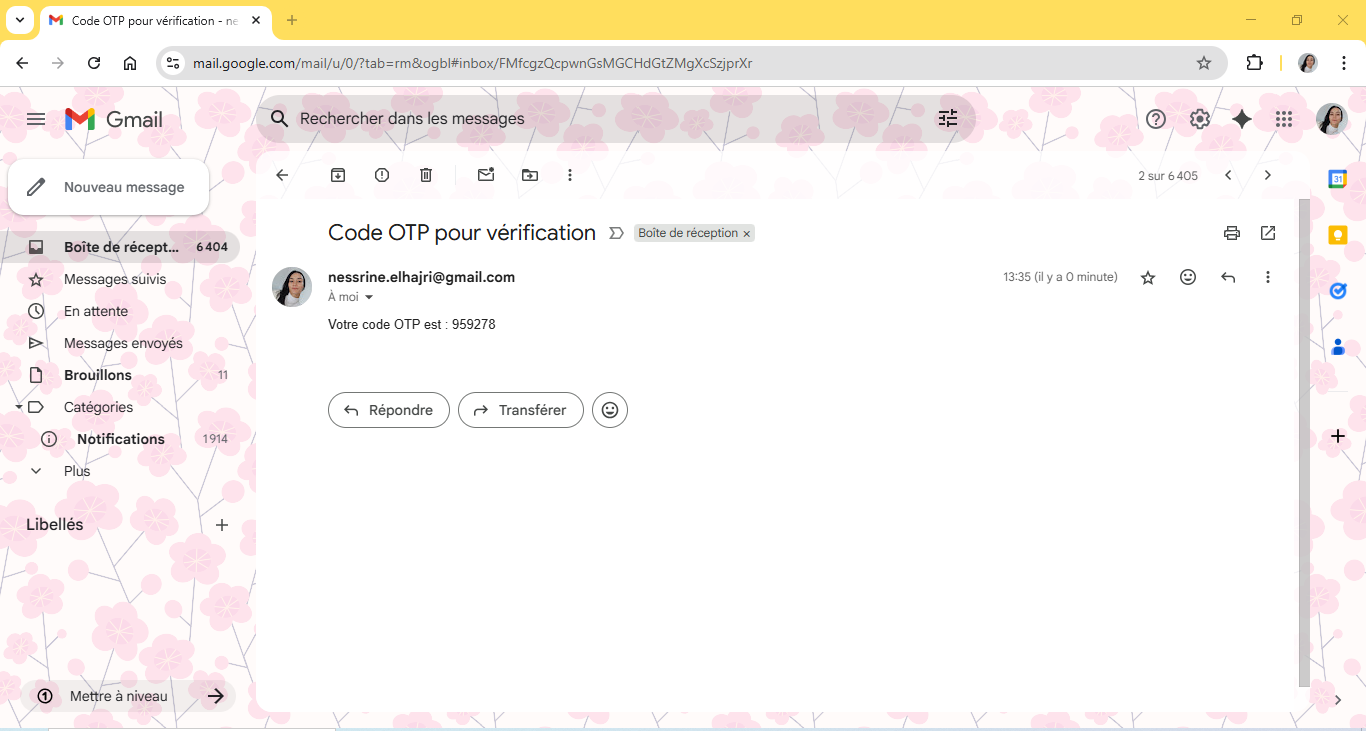 Code OTP pour vérification - ne
mail.google.com/mail/u/0/?tab=rm&ogbl#inbox/FMfcgzQcpwnGsMGCHdGtZMgXcSzjprXr
Gmail
Rechercher dans les messages
Nouveau message
2 sur 6 405
31
Code OTP pour vérification
Boîte de réception ×
Boîte de récept... 6 404
Messages suivis
En attente
Messages envoyés
Brouillons 11
Catégories
Notifications 1 914
Plus
Libellés
Mettre à niveau
nessrine.elhajri@gmail.com
13:35 (il y a 0 minute)
À moi
Votre code OTP est : 959278
Répondre
Transférer